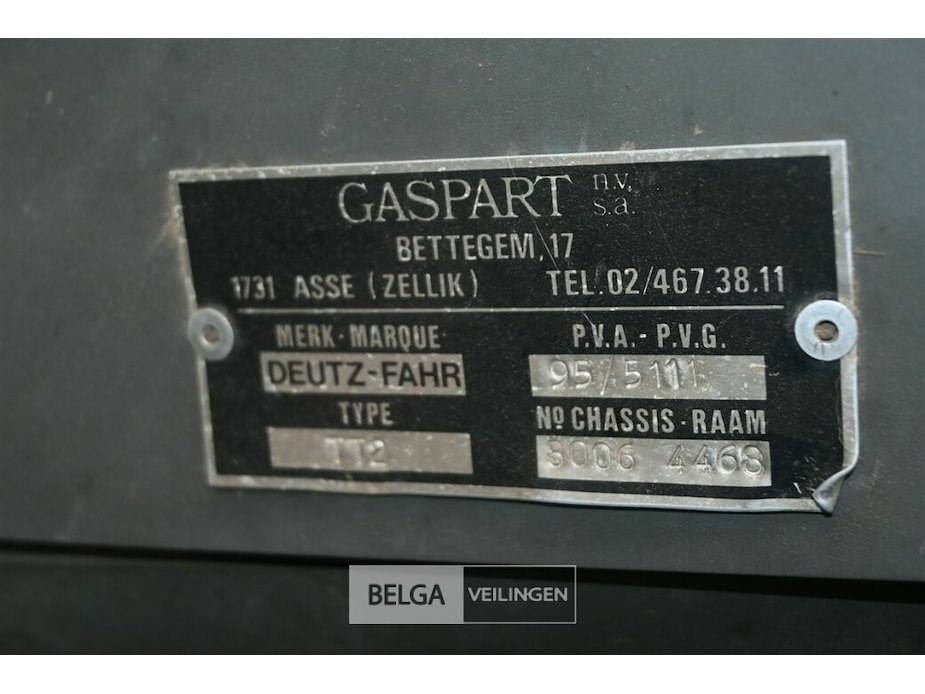 GASPART n.v. s.a.
BETTEGEM, 17
1731 ASSE (ZELLIK) TEL. 02/467.38.11
MERK - MARQUE P.V.A. - P.V.G.
DEUTZ-FAHR 95/5111
TYPE Nº CHASSIS - RAAM
TT2 8006 4468
BELGA VEILINGEN